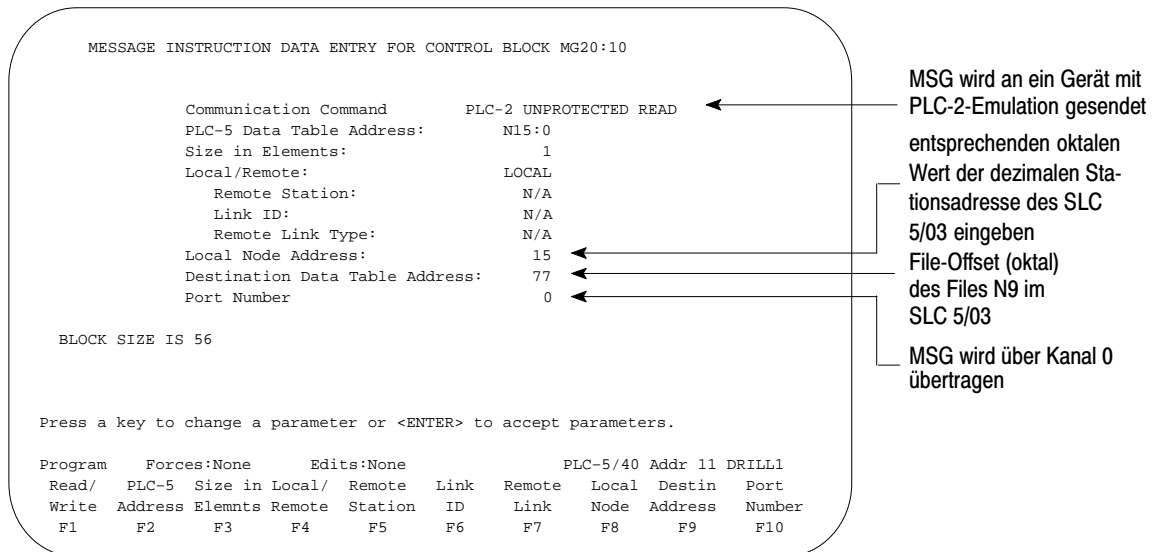 MESSAGE INSTRUCTION DATA ENTRY FOR CONTROL BLOCK MG20:10
Communication Command PLC-2 UNPROTECTED READ
PLC-5 Data Table Address: N15:0
Size in Elements: 1
Local/Remote: LOCAL
Remote Station: N/A
Link ID: N/A
Remote Link Type: N/A
Local Node Address: 15
Destination Data Table Address: 77
Port Number 0
BLOCK SIZE IS 56
Press a key to change a parameter or <ENTER> to accept parameters.
Program Forces:None Edits:None PLC-5/40 Addr 11 DRILL1
Read/ PLC-5 Size in Local/ Remote Link Remote Local Destin Port
Write Address Elemnts Remote Station ID Link Node Address Number
F1 F2 F3 F4 F5 F6 F7 F8 F9 F10
MSG wird an ein Gerät mit
PLC-2-Emulation gesendet
entsprechenden oktalen
Wert der dezimalen Sta-
tionsadresse des SLC
5/03 eingeben
File-Offset (oktal)
des Files N9 im
SLC 5/03
MSG wird über Kanal 0
übertragen